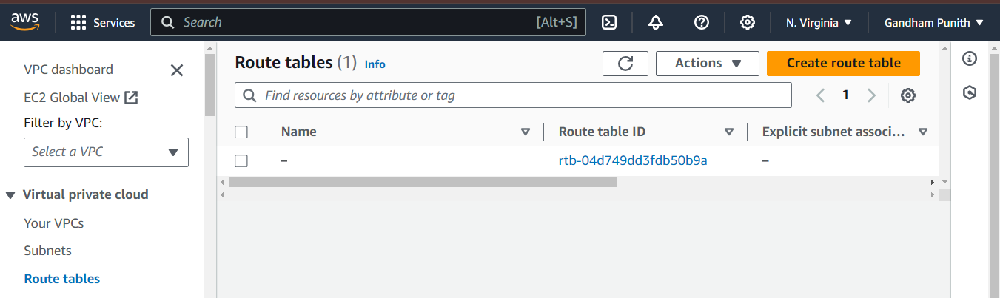 aws Services Search [Alt+S] N. Virginia Gandham Punith
VPC dashboard
EC2 Global View
Filter by VPC:
Select a VPC
Virtual private cloud
Your VPCs
Subnets
Route tables
Route tables (1) Info Actions Create route table
Find resources by attribute or tag 1
Name Route table ID Explicit subnet associ...
– rtb-04d749dd3fdb50b9a –